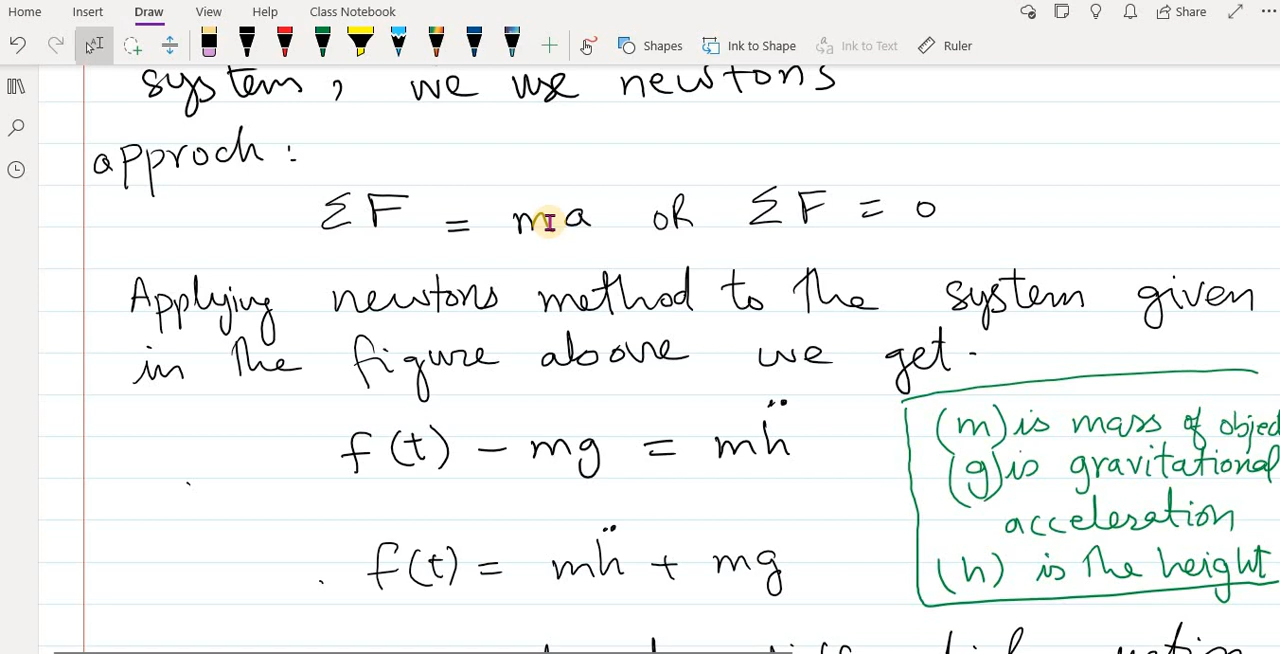 Home Insert Draw View Help Class Notebook Share
Shapes Ink to Shape Ink to Text Ruler
system, we use newtons
approch:
ΣF = ma or ΣF = 0
Applying newtons method to the system given
in the figure above we get.
f(t) - mg = mḧ
(m) is mass of objec
(g) is gravitational
acceleration
f(t) = mḧ + mg
(h) is the height